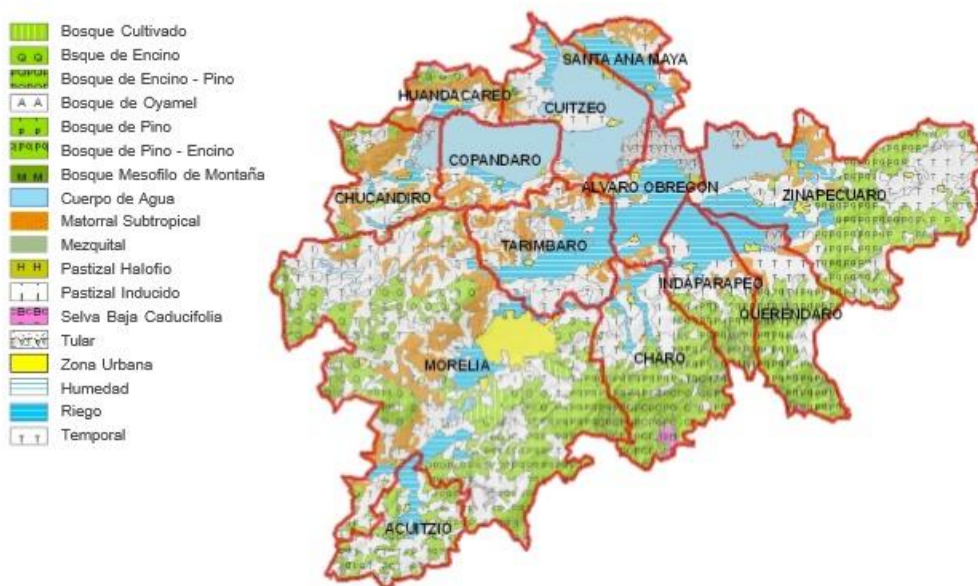 Bosque Cultivado
Bsque de Encino
Bosque de Encino - Pino
Bosque de Oyamel
Bosque de Pino
Bosque de Pino - Encino
Bosque Mesofilo de Montaña
Cuerpo de Agua
Matorral Subtropical
Mezquital
Pastizal Halofio
Pastizal Inducido
Selva Baja Caducifolia
Tular
Zona Urbana
Humedad
Riego
Temporal
SANTA ANA MAYA
HUANDACAREO
CUITZEO
COPANDARO
ALVARO OBREGON
CHUCANDIRO
ZINAPECUARO
TARIMBARO
INDAPARAPEO
QUERENDARO
MORELIA
CHARO
ACUITZIO